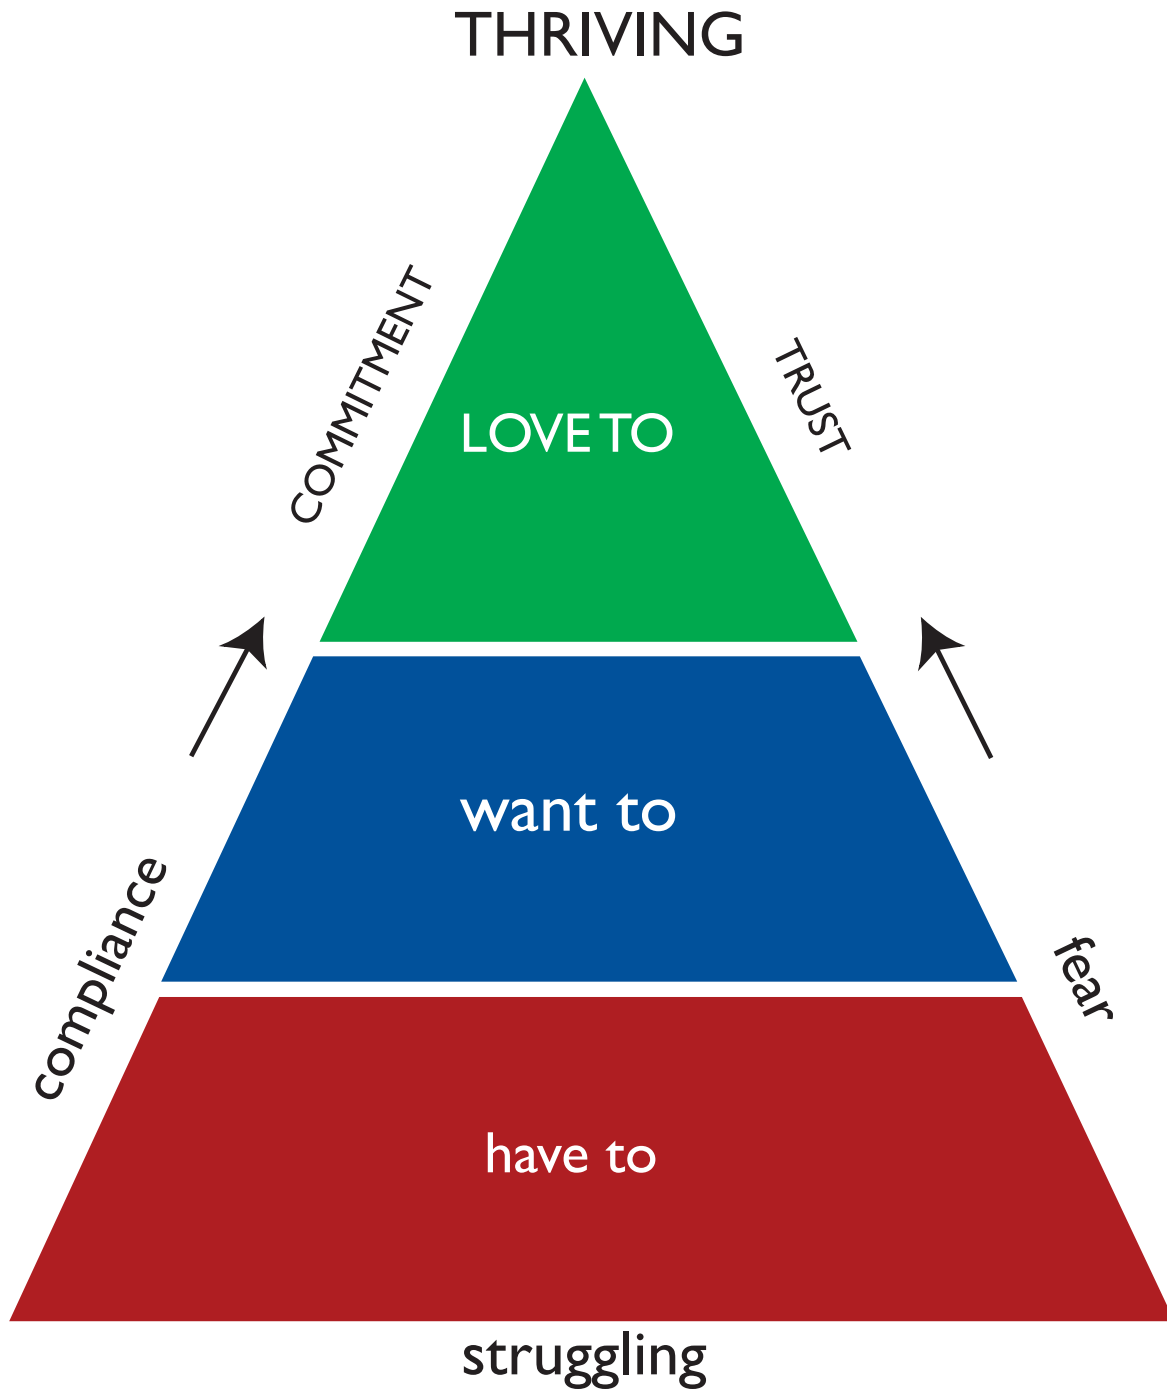 THRIVING
COMMITMENT
TRUST
LOVE TO
want to
compliance
fear
have to
struggling